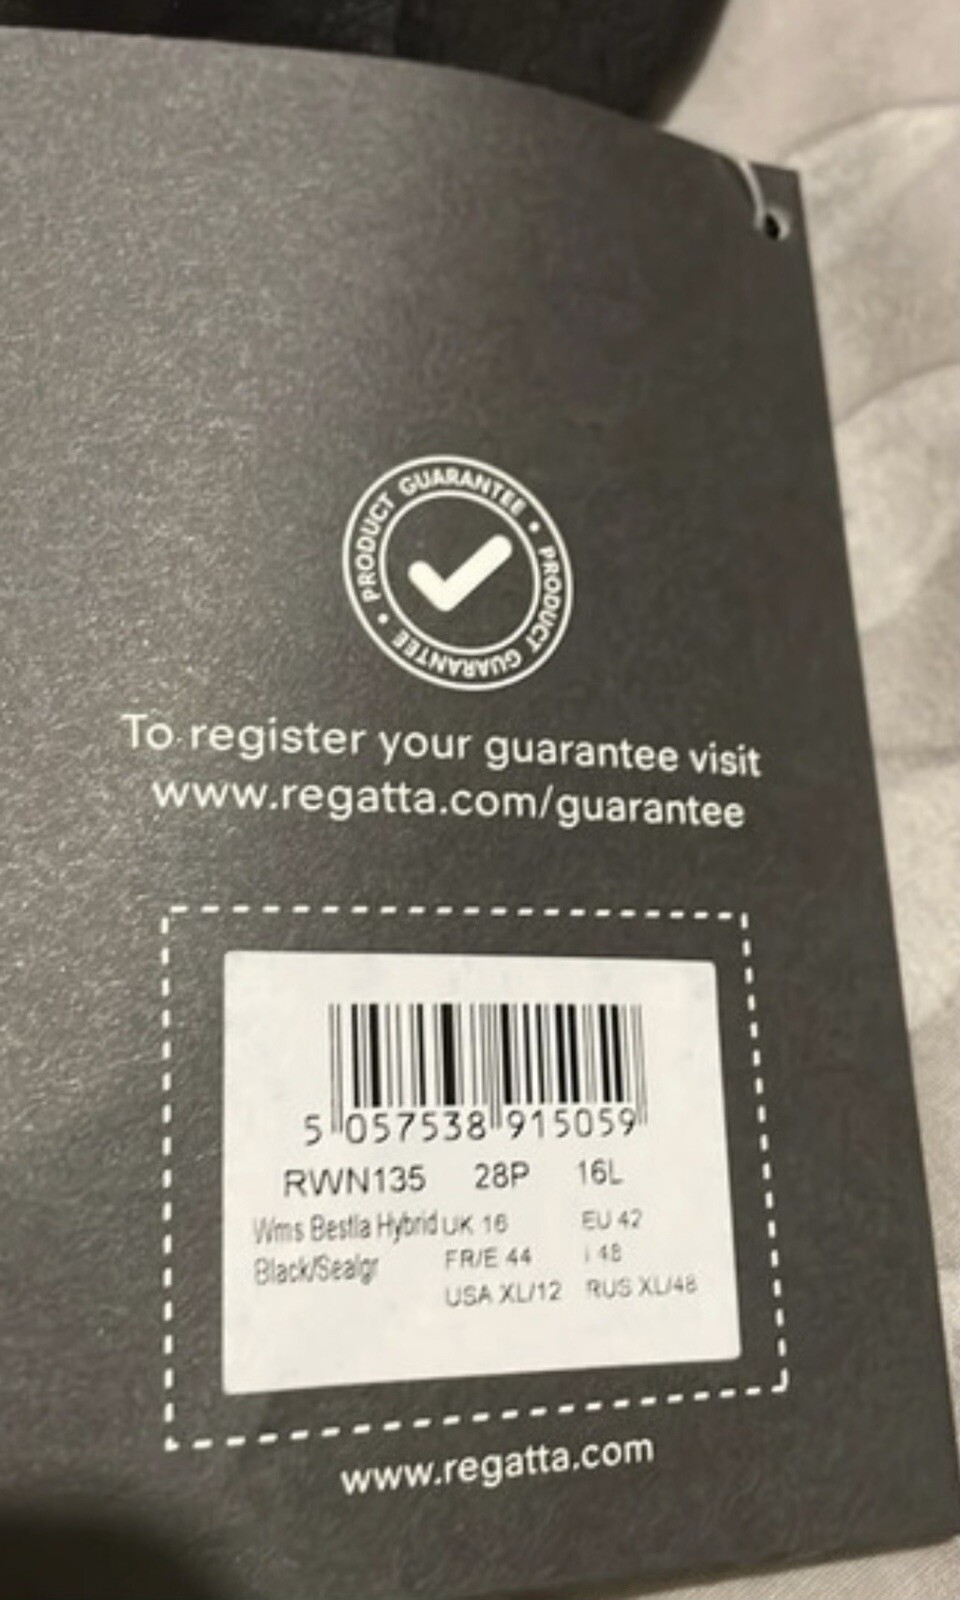 PRODUCT GUARANTEE • PRODUCT GUARANTEE •
To register your guarantee visit
www.regatta.com/guarantee
5 057538 915059
RWN135 28P 16L
Wms Bestla Hybrid UK 16 EU 42
Black/Sealgr FR/E 44 I 48
USA XL/12 RUS XL/48
www.regatta.com